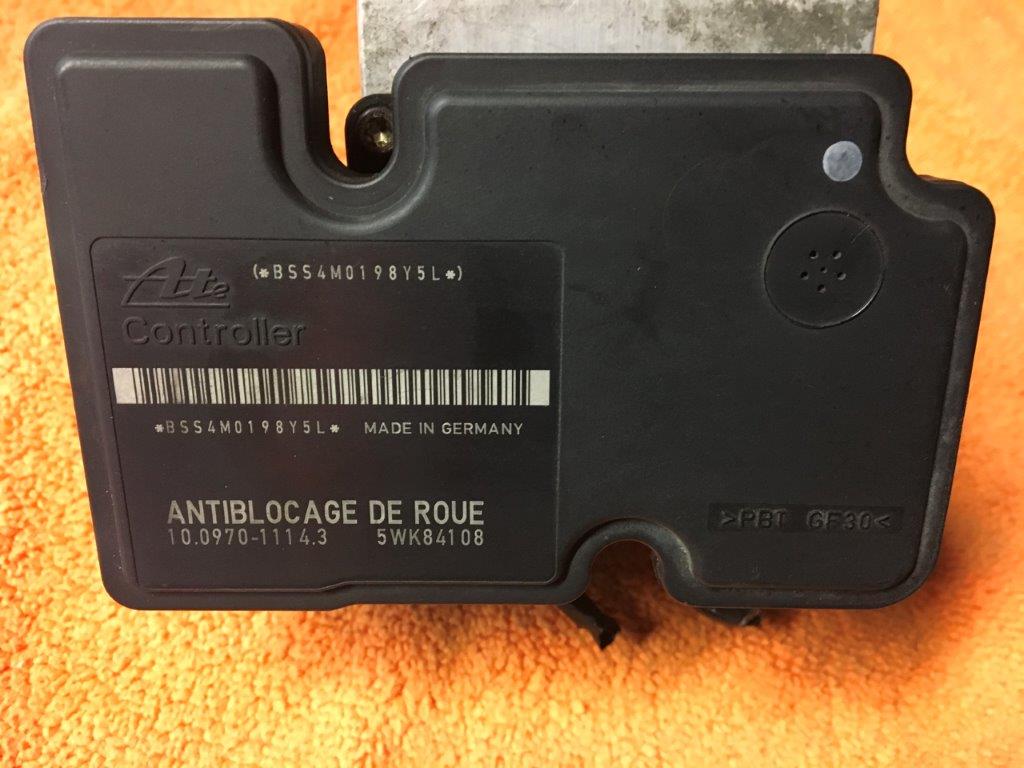 Ate
(*BSS4M0198Y5L*)
Controller
*BSS4M0198Y5L* MADE IN GERMANY
ANTIBLOCAGE DE ROUE
10.0970-1114.3 5WK84108
>PBT GF30<